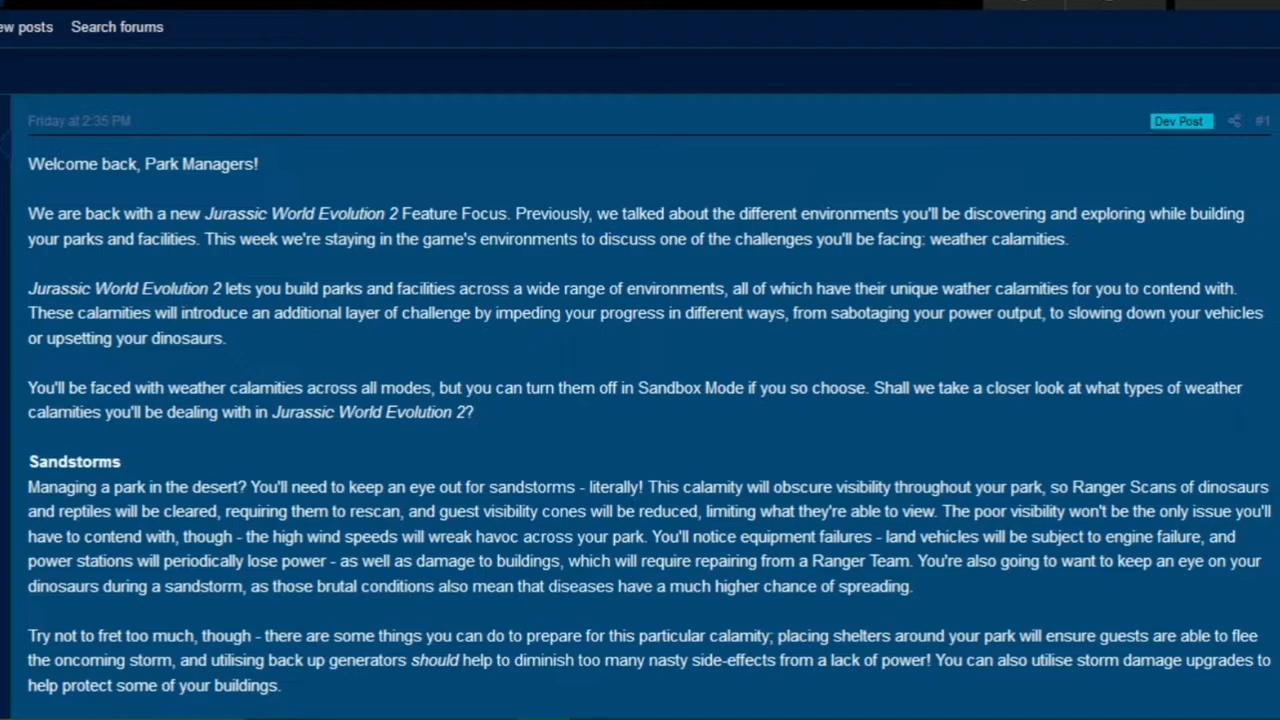 ew posts Search forums
Friday at 2:35 PM Dev Post #1
Welcome back, Park Managers!
We are back with a new Jurassic World Evolution 2 Feature Focus. Previously, we talked about the different environments you'll be discovering and exploring while building
your parks and facilities. This week we're staying in the game's environments to discuss one of the challenges you'll be facing: weather calamities.
Jurassic World Evolution 2 lets you build parks and facilities across a wide range of environments, all of which have their unique wather calamities for you to contend with.
These calamities will introduce an additional layer of challenge by impeding your progress in different ways, from sabotaging your power output, to slowing down your vehicles
or upsetting your dinosaurs.
You'll be faced with weather calamities across all modes, but you can turn them off in Sandbox Mode if you so choose. Shall we take a closer look at what types of weather
calamities you'll be dealing with in Jurassic World Evolution 2?
Sandstorms
Managing a park in the desert? You'll need to keep an eye out for sandstorms - literally! This calamity will obscure visibility throughout your park, so Ranger Scans of dinosaurs
and reptiles will be cleared, requiring them to rescan, and guest visibility cones will be reduced, limiting what they're able to view. The poor visibility won't be the only issue you'll
have to contend with, though - the high wind speeds will wreak havoc across your park. You'll notice equipment failures - land vehicles will be subject to engine failure, and
power stations will periodically lose power - as well as damage to buildings, which will require repairing from a Ranger Team. You're also going to want to keep an eye on your
dinosaurs during a sandstorm, as those brutal conditions also mean that diseases have a much higher chance of spreading.
Try not to fret too much, though - there are some things you can do to prepare for this particular calamity; placing shelters around your park will ensure guests are able to flee
the oncoming storm, and utilising back up generators should help to diminish too many nasty side-effects from a lack of power! You can also utilise storm damage upgrades to
help protect some of your buildings.